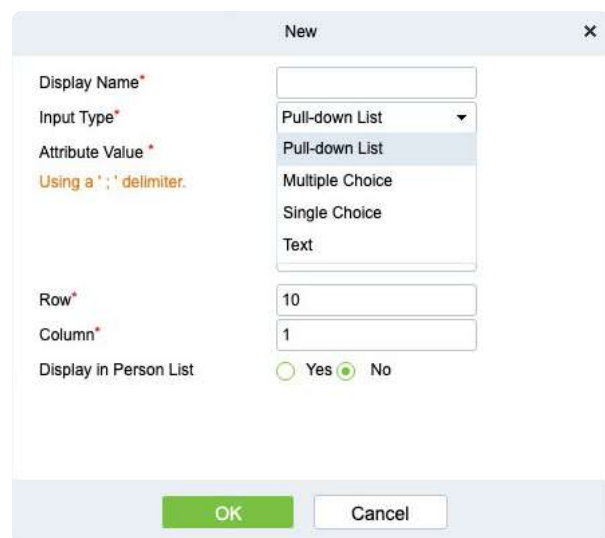 New
Display Name*
Input Type* Pull-down List
Attribute Value * Pull-down List
Using a ' ; ' delimiter. Multiple Choice
Single Choice
Text
Row* 10
Column* 1
Display in Person List Yes No
OK Cancel